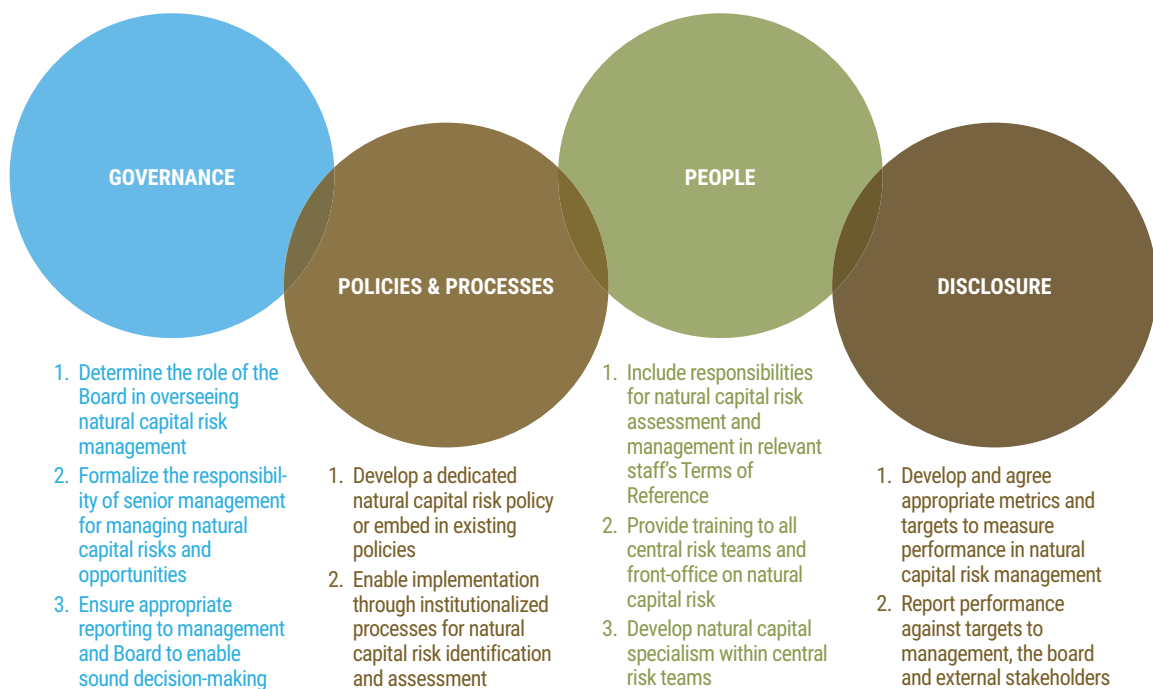 GOVERNANCE
1. Determine the role of the
Board in overseeing
natural capital risk
management
2. Formalize the responsibil-
ity of senior management
for managing natural
capital risks and
opportunities
3. Ensure appropriate
reporting to management
and Board to enable
sound decision-making
POLICIES & PROCESSES
1. Develop a dedicated
natural capital risk policy
or embed in existing
policies
2. Enable implementation
through institutionalized
processes for natural
capital risk identification
and assessment
PEOPLE
1. Include responsibilities
for natural capital risk
assessment and
management in relevant
staff's Terms of
Reference
2. Provide training to all
central risk teams and
front-office on natural
capital risk
3. Develop natural capital
specialism within central
risk teams
DISCLOSURE
1. Develop and agree
appropriate metrics and
targets to measure
performance in natural
capital risk management
2. Report performance
against targets to
management, the board
and external stakeholders